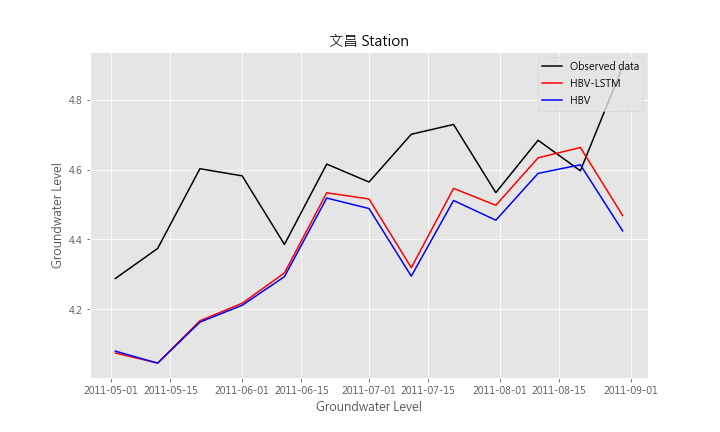 文昌 Station
Observed data
HBV-LSTM
HBV
Groundwater Level
4.8
4.6
4.4
4.2
2011-05-01 2011-05-15 2011-06-01 2011-06-15 2011-07-01 2011-07-15 2011-08-01 2011-08-15 2011-09-01
Groundwater Level